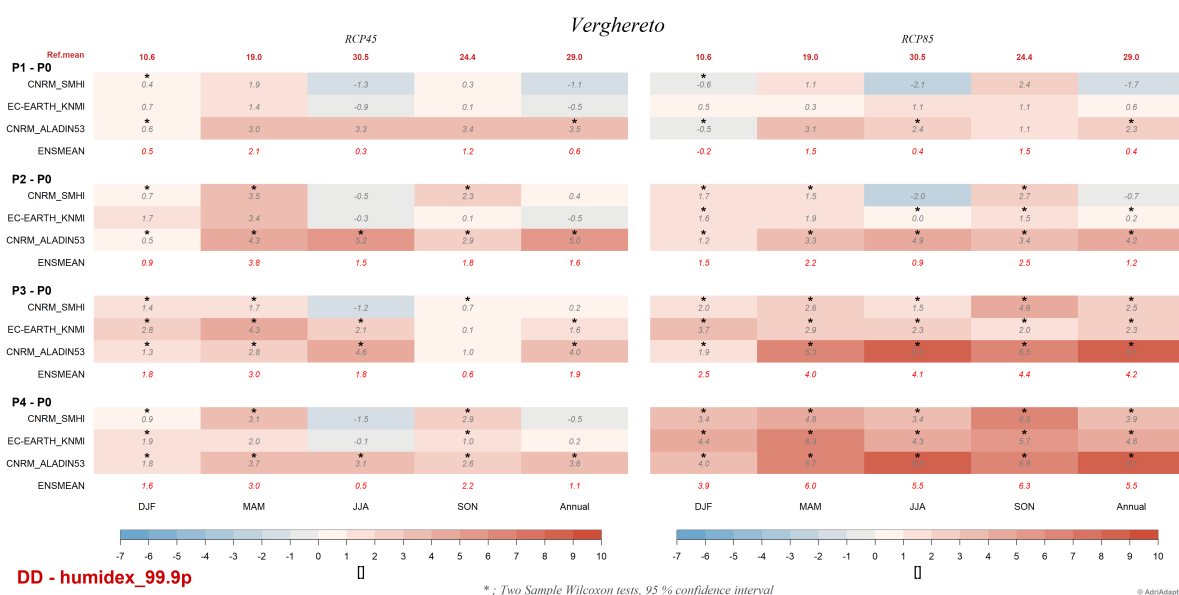 Verghereto
RCP45 RCP85
Ref.mean 10.6 19.0 30.5 24.4 29.0 10.6 19.0 30.5 24.4 29.0
P1 - P0
CNRM_SMHI *0.4 1.9 -1.3 0.3 -1.1 *-0.6 1.1 -2.1 2.4 -1.7
EC-EARTH_KNMI 0.7 1.4 -0.9 0.1 -0.5 0.5 0.3 1.1 1.1 0.6
CNRM_ALADIN53 *0.6 3.0 3.3 3.4 *3.5 *-0.5 3.1 *2.4 1.1 *2.3
ENSMEAN 0.5 2.1 0.3 1.2 0.6 -0.2 1.5 0.4 1.5 0.4
P2 - P0
CNRM_SMHI *0.7 *3.5 -0.5 *2.3 0.4 *1.7 *1.5 -2.0 *2.7 -0.7
EC-EARTH_KNMI 1.7 3.4 -0.3 0.1 -0.5 *1.6 1.9 *0.0 *1.5 *0.2
CNRM_ALADIN53 *0.5 *4.3 *5.2 *2.9 *5.0 *1.2 *3.3 *4.9 *3.4 *4.2
ENSMEAN 0.9 3.8 1.5 1.8 1.6 1.5 2.2 0.9 2.5 1.2
P3 - P0
CNRM_SMHI *1.4 *1.7 -1.2 *0.7 0.2 *2.0 *2.6 *1.5 *4.8 *2.5
EC-EARTH_KNMI *2.8 *4.3 *2.1 0.1 *1.6 *3.7 *2.9 *2.3 *2.0 *2.3
CNRM_ALADIN53 *1.3 *2.8 *4.6 1.0 *4.0 *1.9 *6.3 * *6.5 *
ENSMEAN 1.8 3.0 1.8 0.6 1.9 2.5 4.0 4.1 4.4 4.2
P4 - P0
CNRM_SMHI *0.9 *3.1 -1.5 *2.9 -0.5 *3.4 *4.8 *3.4 *6.5 *3.9
EC-EARTH_KNMI *1.9 2.0 -0.1 *1.0 0.2 *4.4 *6.3 *4.3 *5.7 *4.6
CNRM_ALADIN53 *1.8 *3.7 *3.1 *2.6 *3.6 *4.0 *6.7 * *6.6 *
ENSMEAN 1.6 3.0 0.5 2.2 1.1 3.9 6.0 5.5 6.3 5.5
DJF MAM JJA SON Annual DJF MAM JJA SON Annual
-7 -6 -5 -4 -3 -2 -1 0 1 2 3 4 5 6 7 8 9 10 -7 -6 -5 -4 -3 -2 -1 0 1 2 3 4 5 6 7 8 9 10
[] []
DD - humidex_99.9p
* : Two Sample Wilcoxon tests, 95 % confidence interval
© AdriAdapt